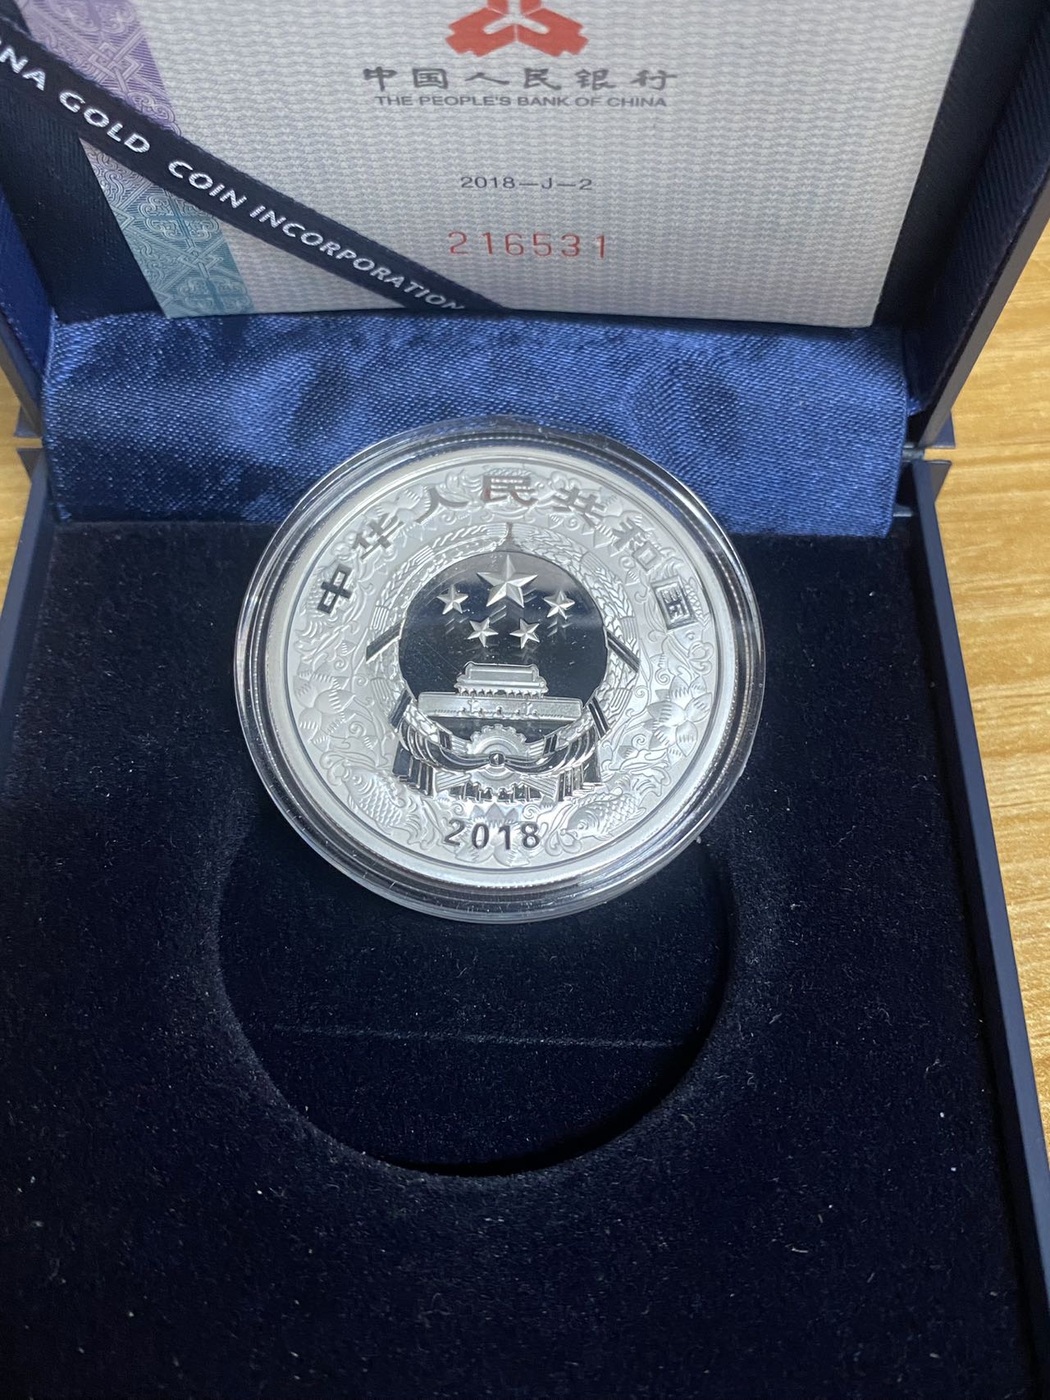 中国人民银行
THE PEOPLE'S BANK OF CHINA
2018—J—2
216531
NA GOLD COIN INCORPORATION
中华人民共和国
2018